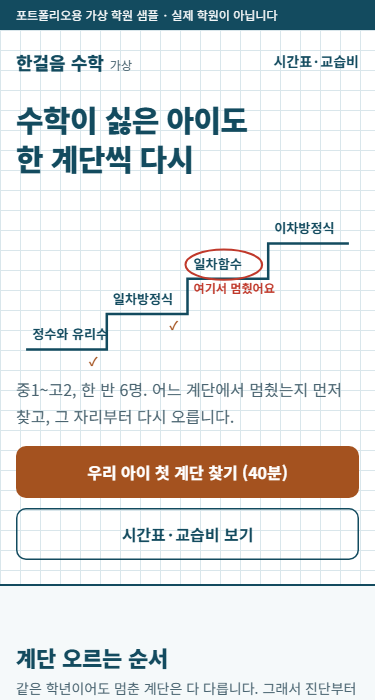 포트폴리오용 가상 학원 샘플 · 실제 학원이 아닙니다
한걸음 수학 가상
시간표·교습비
수학이 싫은 아이도
한 계단씩 다시
이차방정식
일차함수
여기서 멈췄어요
일차방정식
✓
정수와 유리수
✓
중1~고2, 한 반 6명. 어느 계단에서 멈췄는지 먼저
찾고, 그 자리부터 다시 오릅니다.
우리 아이 첫 계단 찾기 (40분)
시간표·교습비 보기
계단 오르는 순서
같은 학년이어도 멈춘 계단은 다 다릅니다. 그래서 진단부터